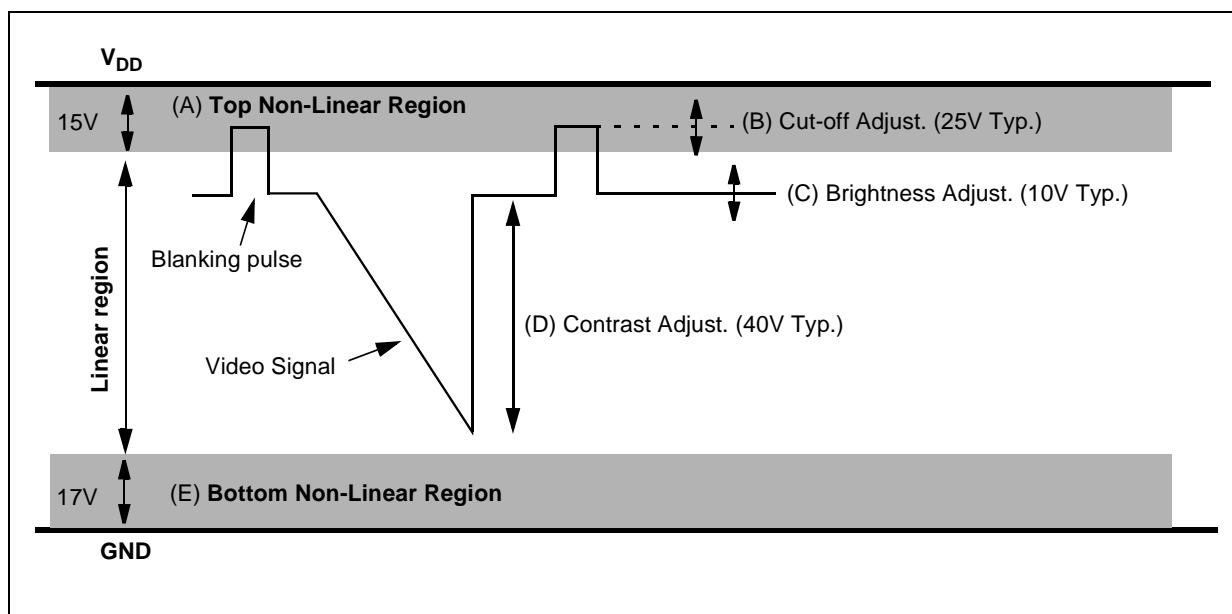 VDD
(A) Top Non-Linear Region
15V
(B) Cut-off Adjust. (25V Typ.)
(C) Brightness Adjust. (10V Typ.)
Blanking pulse
Linear region
(D) Contrast Adjust. (40V Typ.)
Video Signal
17V
(E) Bottom Non-Linear Region
GND